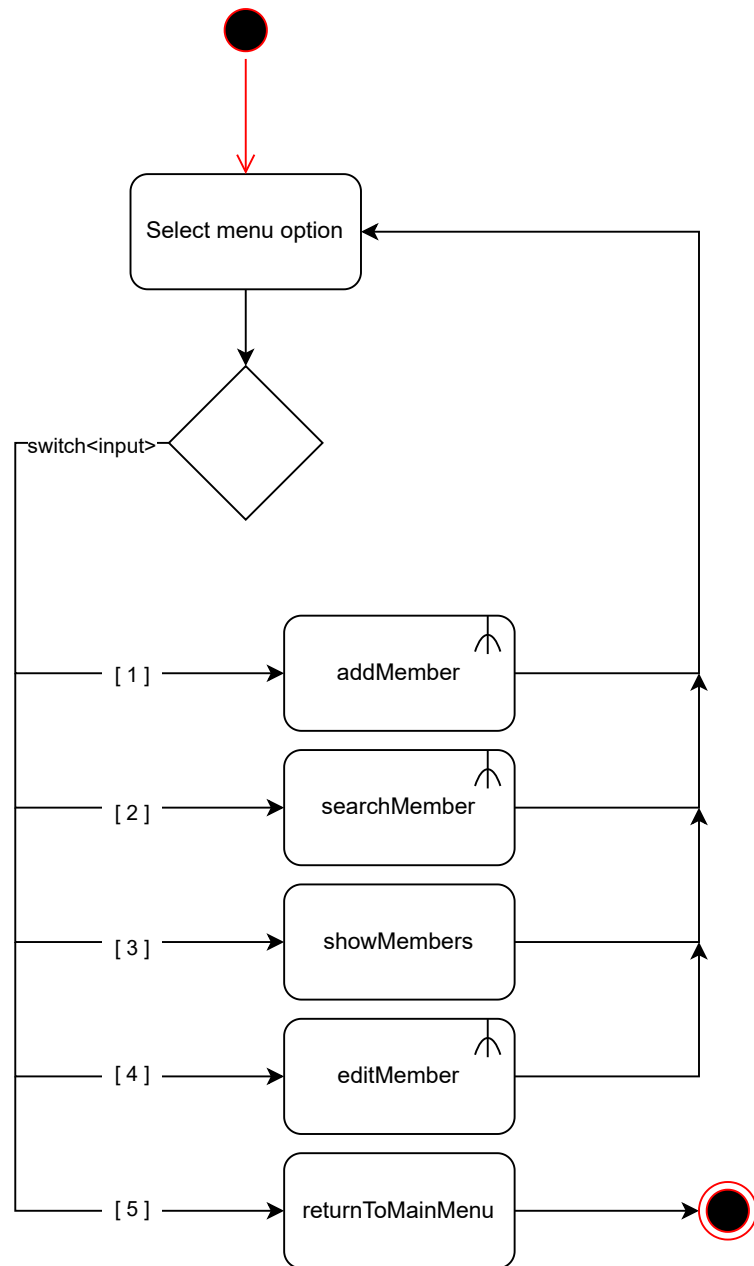 Select menu option
switch<input>
[ 1 ]
addMember
[ 2 ]
searchMember
[ 3 ]
showMembers
[ 4 ]
editMember
[ 5 ]
returnToMainMenu